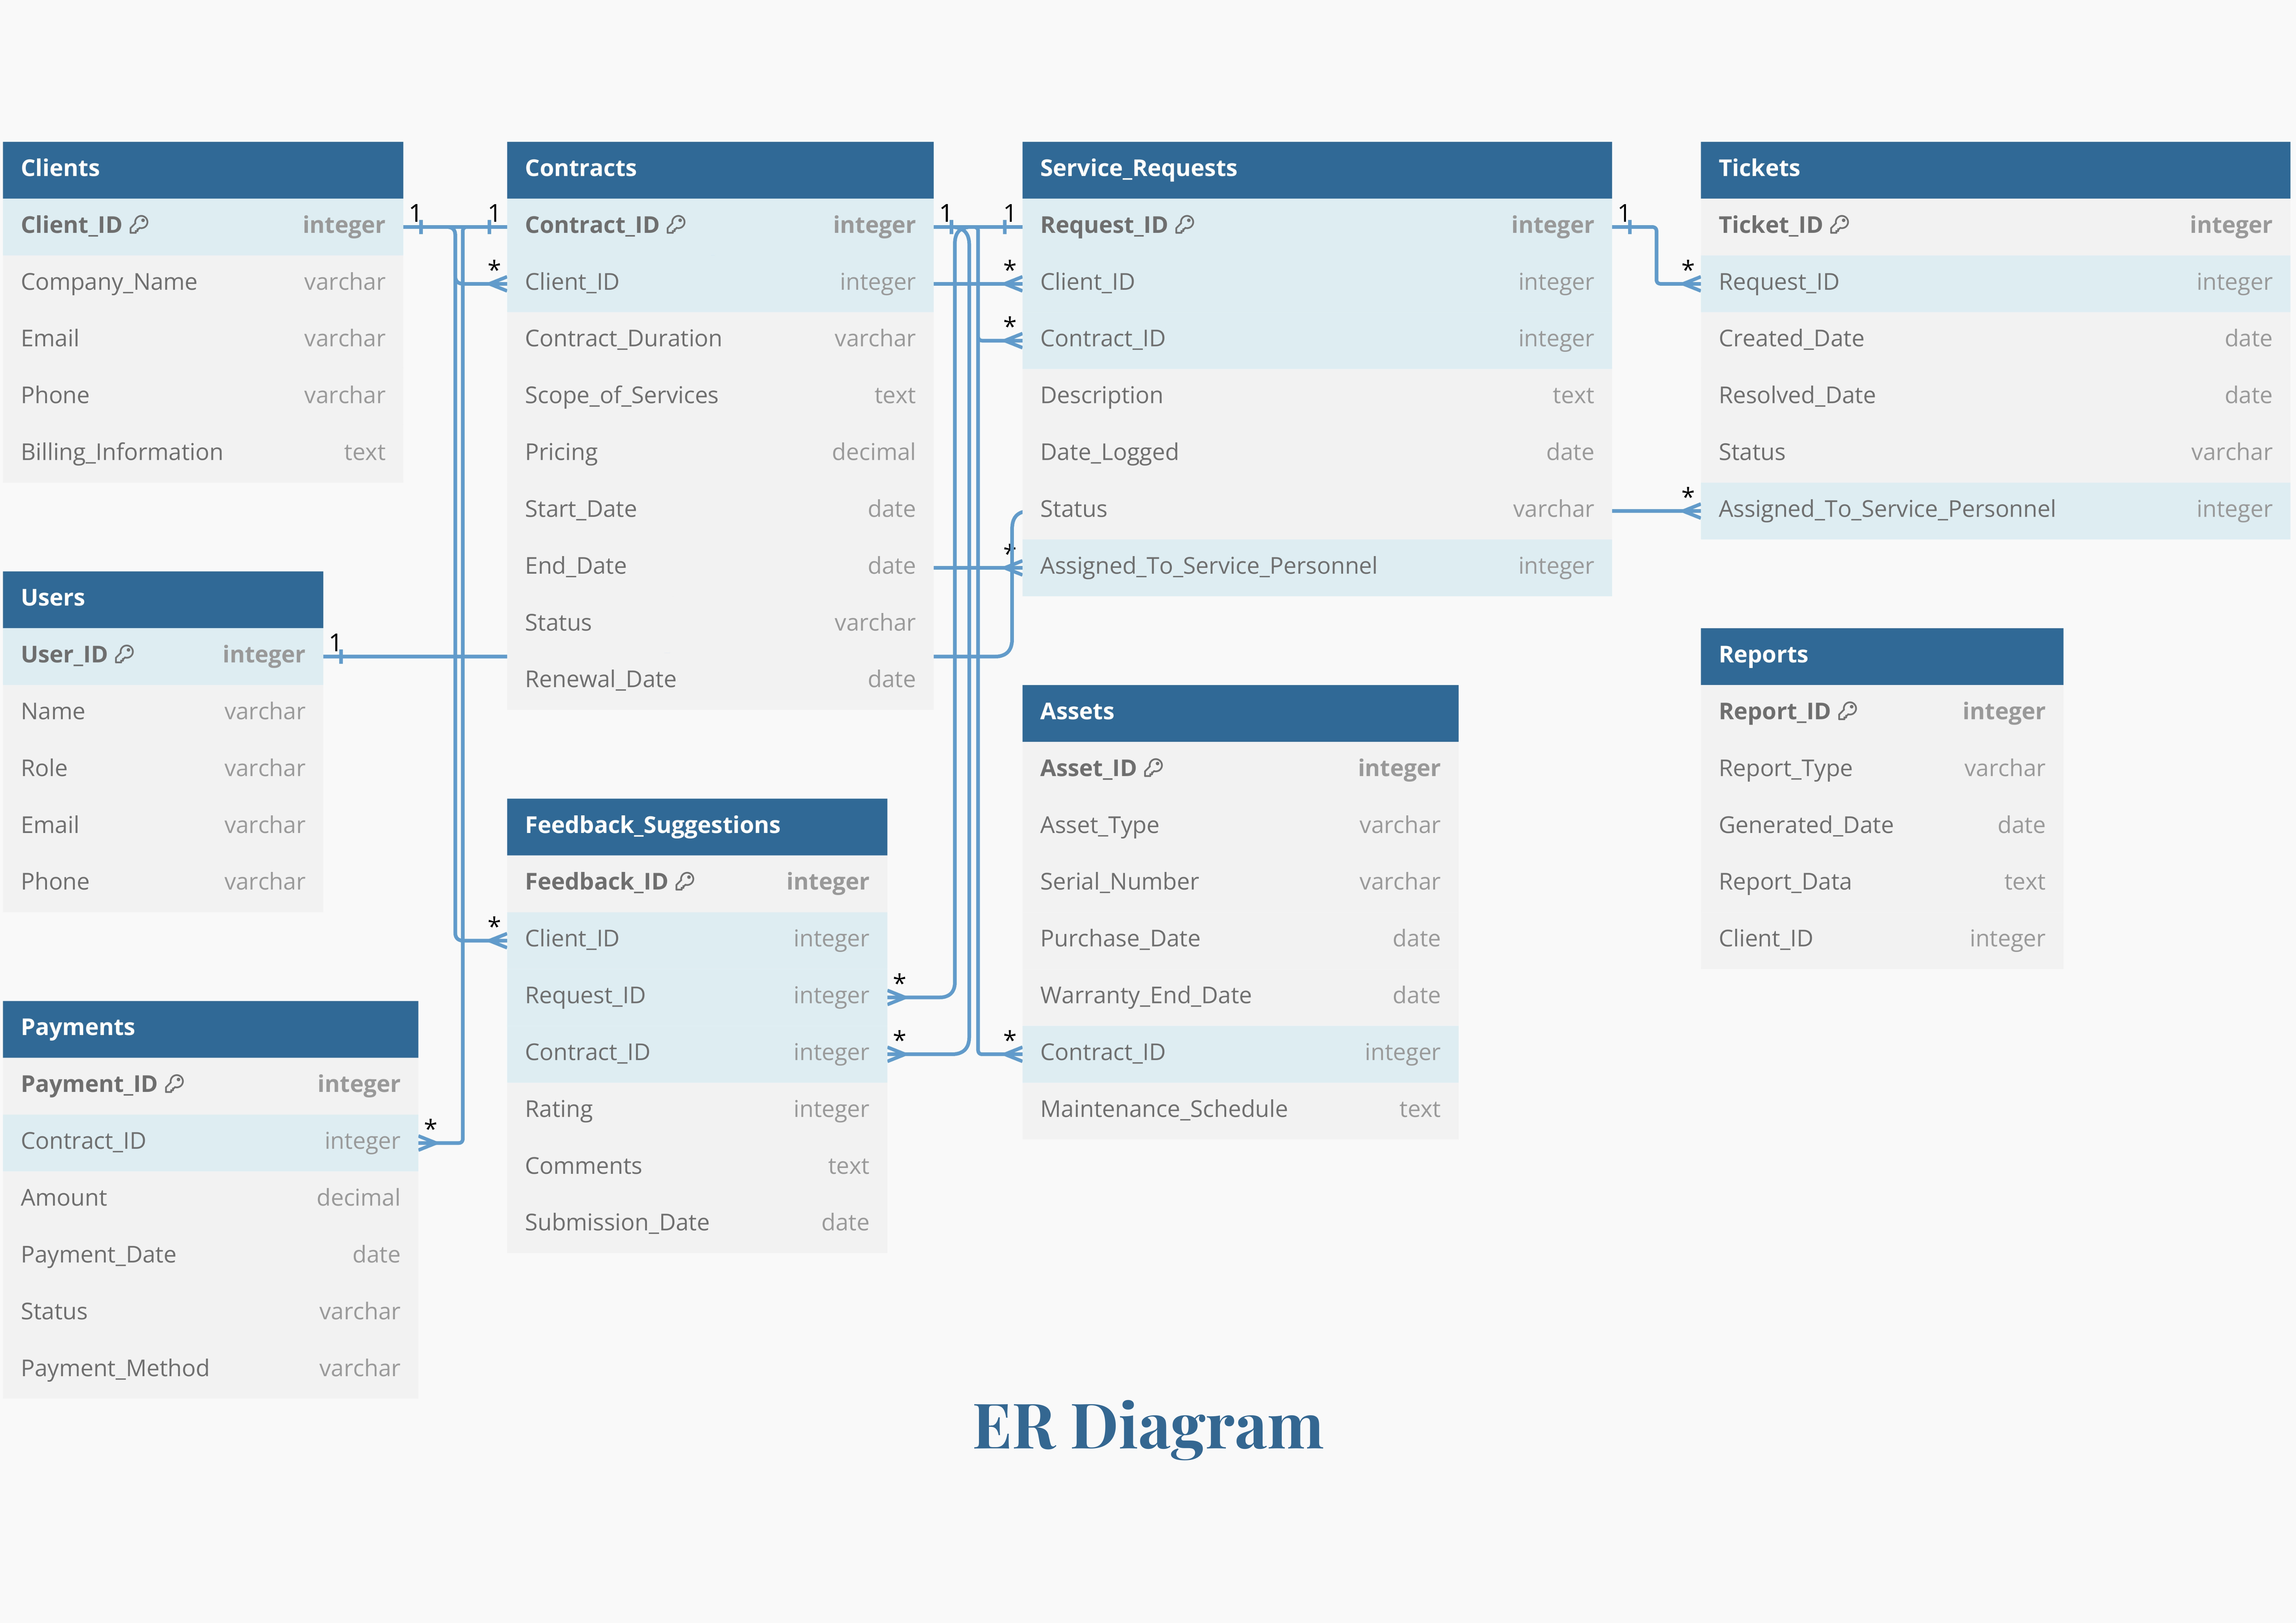 Clients
Client_ID integer
Company_Name varchar
Email varchar
Phone varchar
Billing_Information text
Contracts
Contract_ID integer
Client_ID integer
Contract_Duration varchar
Scope_of_Services text
Pricing decimal
Start_Date date
End_Date date
Status varchar
Renewal_Date date
Service_Requests
Request_ID integer
Client_ID integer
Contract_ID integer
Description text
Date_Logged date
Status varchar
Assigned_To_Service_Personnel integer
Tickets
Ticket_ID integer
Request_ID integer
Created_Date date
Resolved_Date date
Status varchar
Assigned_To_Service_Personnel integer
Users
User_ID integer
Name varchar
Role varchar
Email varchar
Phone varchar
Feedback_Suggestions
Feedback_ID integer
Client_ID integer
Request_ID integer
Contract_ID integer
Rating integer
Comments text
Submission_Date date
Assets
Asset_ID integer
Asset_Type varchar
Serial_Number varchar
Purchase_Date date
Warranty_End_Date date
Contract_ID integer
Maintenance_Schedule text
Reports
Report_ID integer
Report_Type varchar
Generated_Date date
Report_Data text
Client_ID integer
Payments
Payment_ID integer
Contract_ID integer
Amount decimal
Payment_Date date
Status varchar
Payment_Method varchar
1 1 1 1 1
* * *
*
*
*
1
*
*
* *
*
ER Diagram